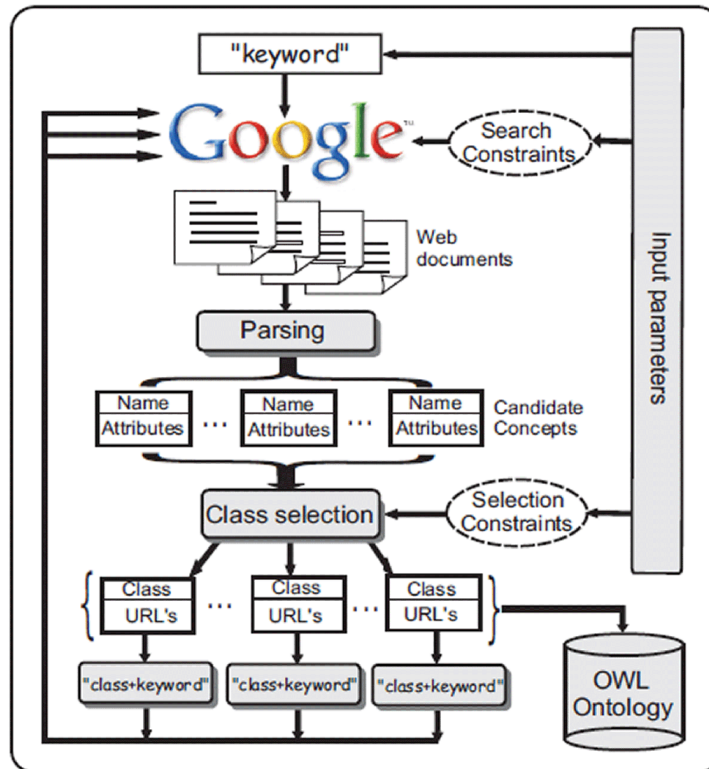 "keyword"
Google™
Search
Constraints
Web
documents
Input parameters
Parsing
Name
Attributes
...
Name
Attributes
...
Name
Attributes
Candidate
Concepts
Class selection
Selection
Constraints
Class
URL's
...
Class
URL's
...
Class
URL's
"class+keyword"
"class+keyword"
"class+keyword"
OWL
Ontology